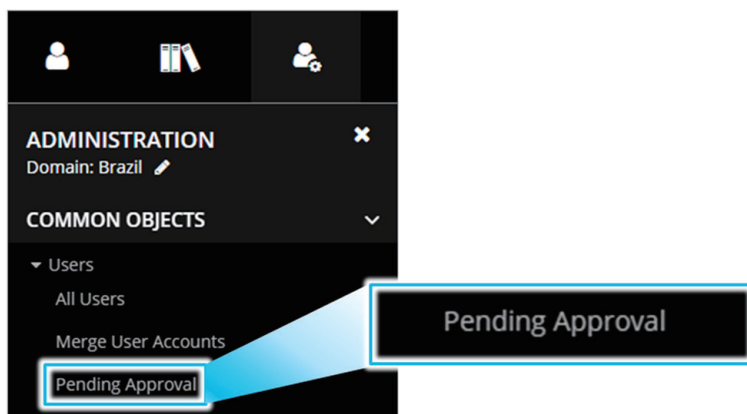 ADMINISTRATION
Domain: Brazil
COMMON OBJECTS
Users
All Users
Merge User Accounts
Pending Approval
Pending Approval